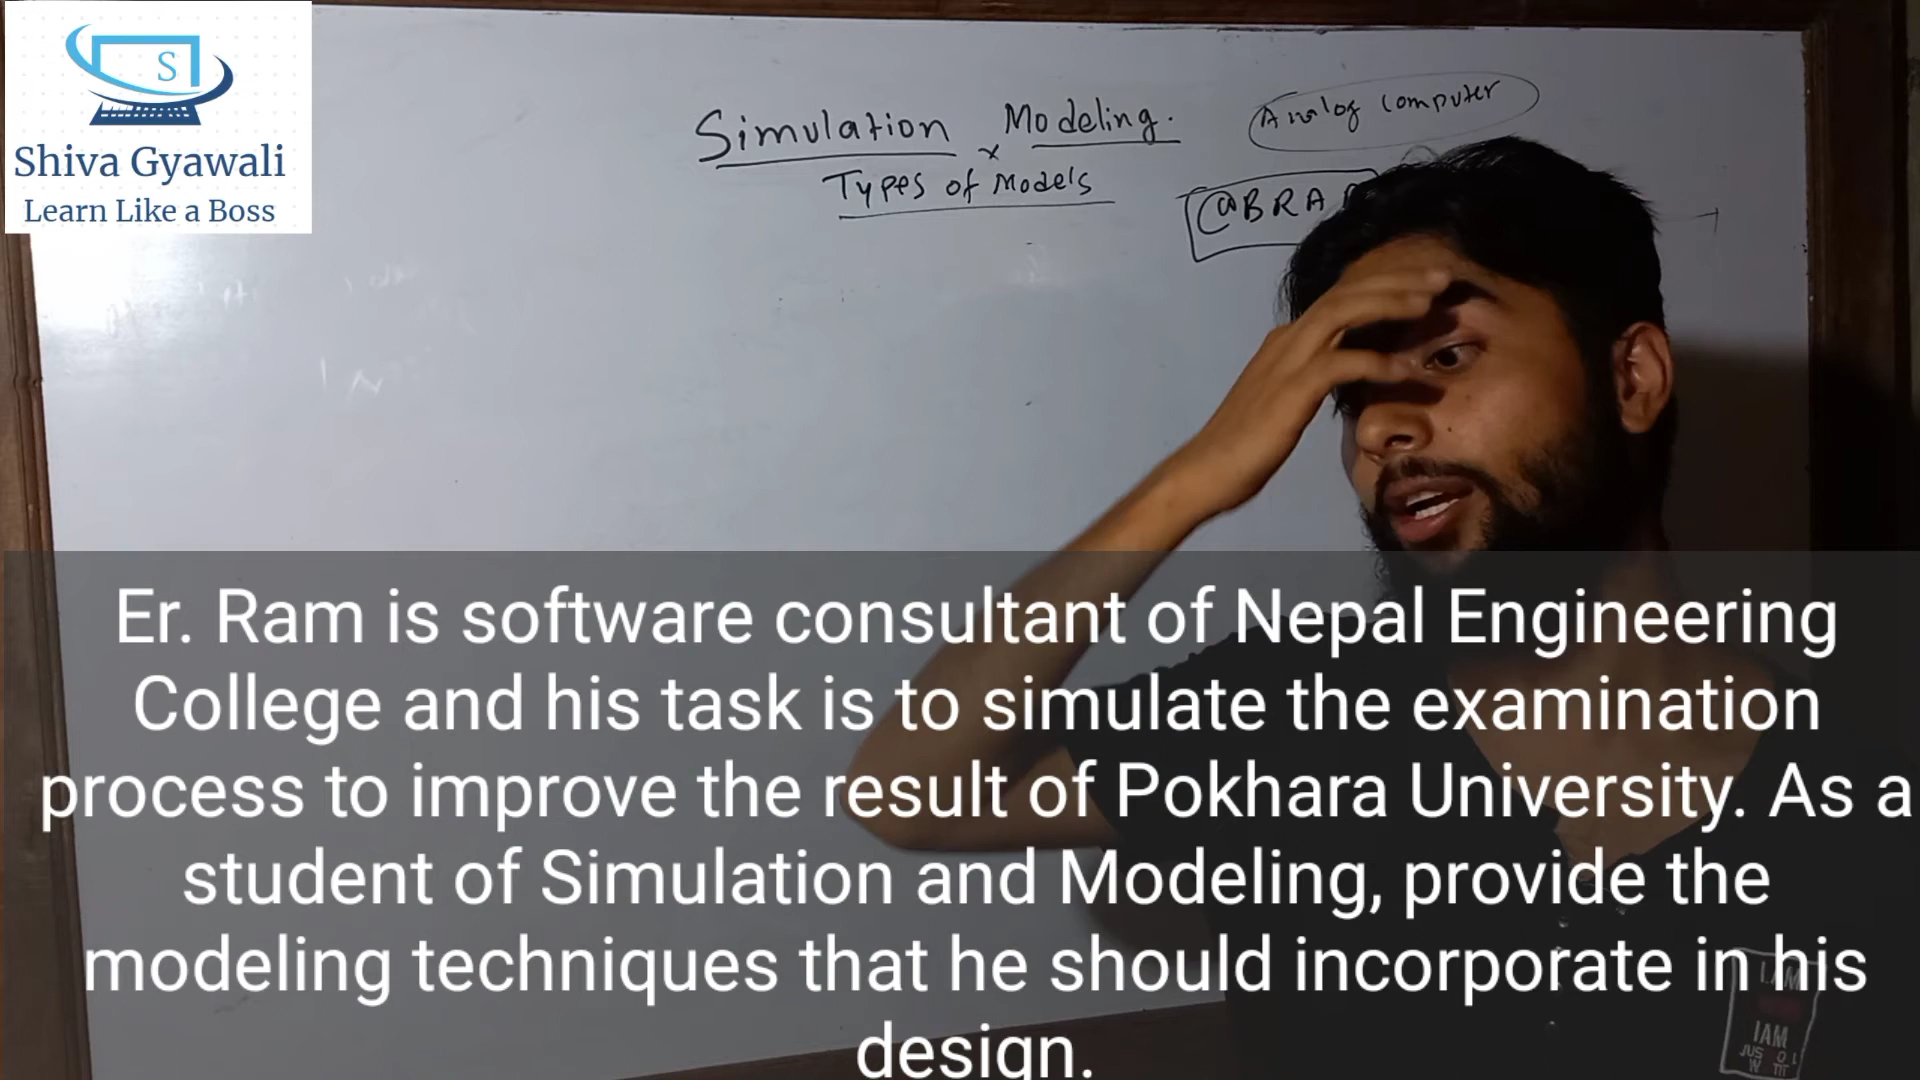 S
Shiva Gyawali
Learn Like a Boss
Simulation Modeling.
Types of Models
Analog computer
@BRA
Er. Ram is software consultant of Nepal Engineering
College and his task is to simulate the examination
process to improve the result of Pokhara University. As a
student of Simulation and Modeling, provide the
modeling techniques that he should incorporate in his
design.
I AM
IAM